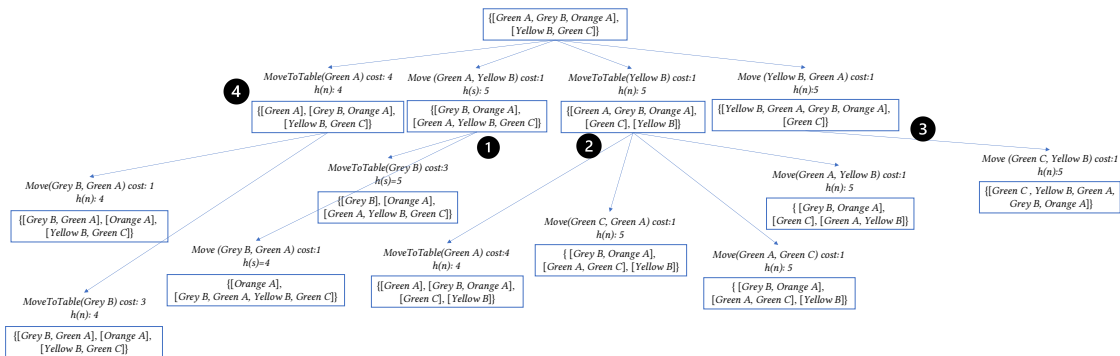 {[Green A, Grey B, Orange A],
[Yellow B, Green C]}
MoveToTable(Green A) cost: 4
h(n): 4
Move (Green A, Yellow B) cost:1
h(s): 5
MoveToTable(Yellow B) cost:1
h(n): 5
Move (Yellow B, Green A) cost:1
h(n):5
4
{[Green A], [Grey B, Orange A],
[Yellow B, Green C]}
{[Grey B, Orange A],
[Green A, Yellow B, Green C]}
{[Green A, Grey B, Orange A],
[Green C], [Yellow B]}
{[Yellow B, Green A, Grey B, Orange A],
[Green C]}
1
2
3
Move(Grey B, Green A) cost: 1
h(n): 4
{[Grey B, Green A], [Orange A],
[Yellow B, Green C]}
MoveToTable(Grey B) cost:3
h(s)=5
{[Grey B], [Orange A],
[Green A, Yellow B, Green C]}
Move(Green A, Yellow B) cost:1
h(n): 5
{ [Grey B, Orange A],
[Green C], [Green A, Yellow B]}
Move (Green C, Yellow B) cost:1
h(n):5
{[Green C , Yellow B, Green A,
Grey B, Orange A]}
Move (Grey B, Green A) cost:1
h(s)=4
{[Orange A],
[Grey B, Green A, Yellow B, Green C]}
MoveToTable(Green A) cost:4
h(n): 4
{[Green A], [Grey B, Orange A],
[Green C], [Yellow B]}
Move(Green C, Green A) cost:1
h(n): 5
{ [Grey B, Orange A],
[Green A, Green C], [Yellow B]}
Move(Green A, Green C) cost:1
h(n): 5
{ [Grey B, Orange A],
[Green A, Green C], [Yellow B]}
MoveToTable(Grey B) cost: 3
h(n): 4
{[Grey B, Green A], [Orange A],
[Yellow B, Green C]}